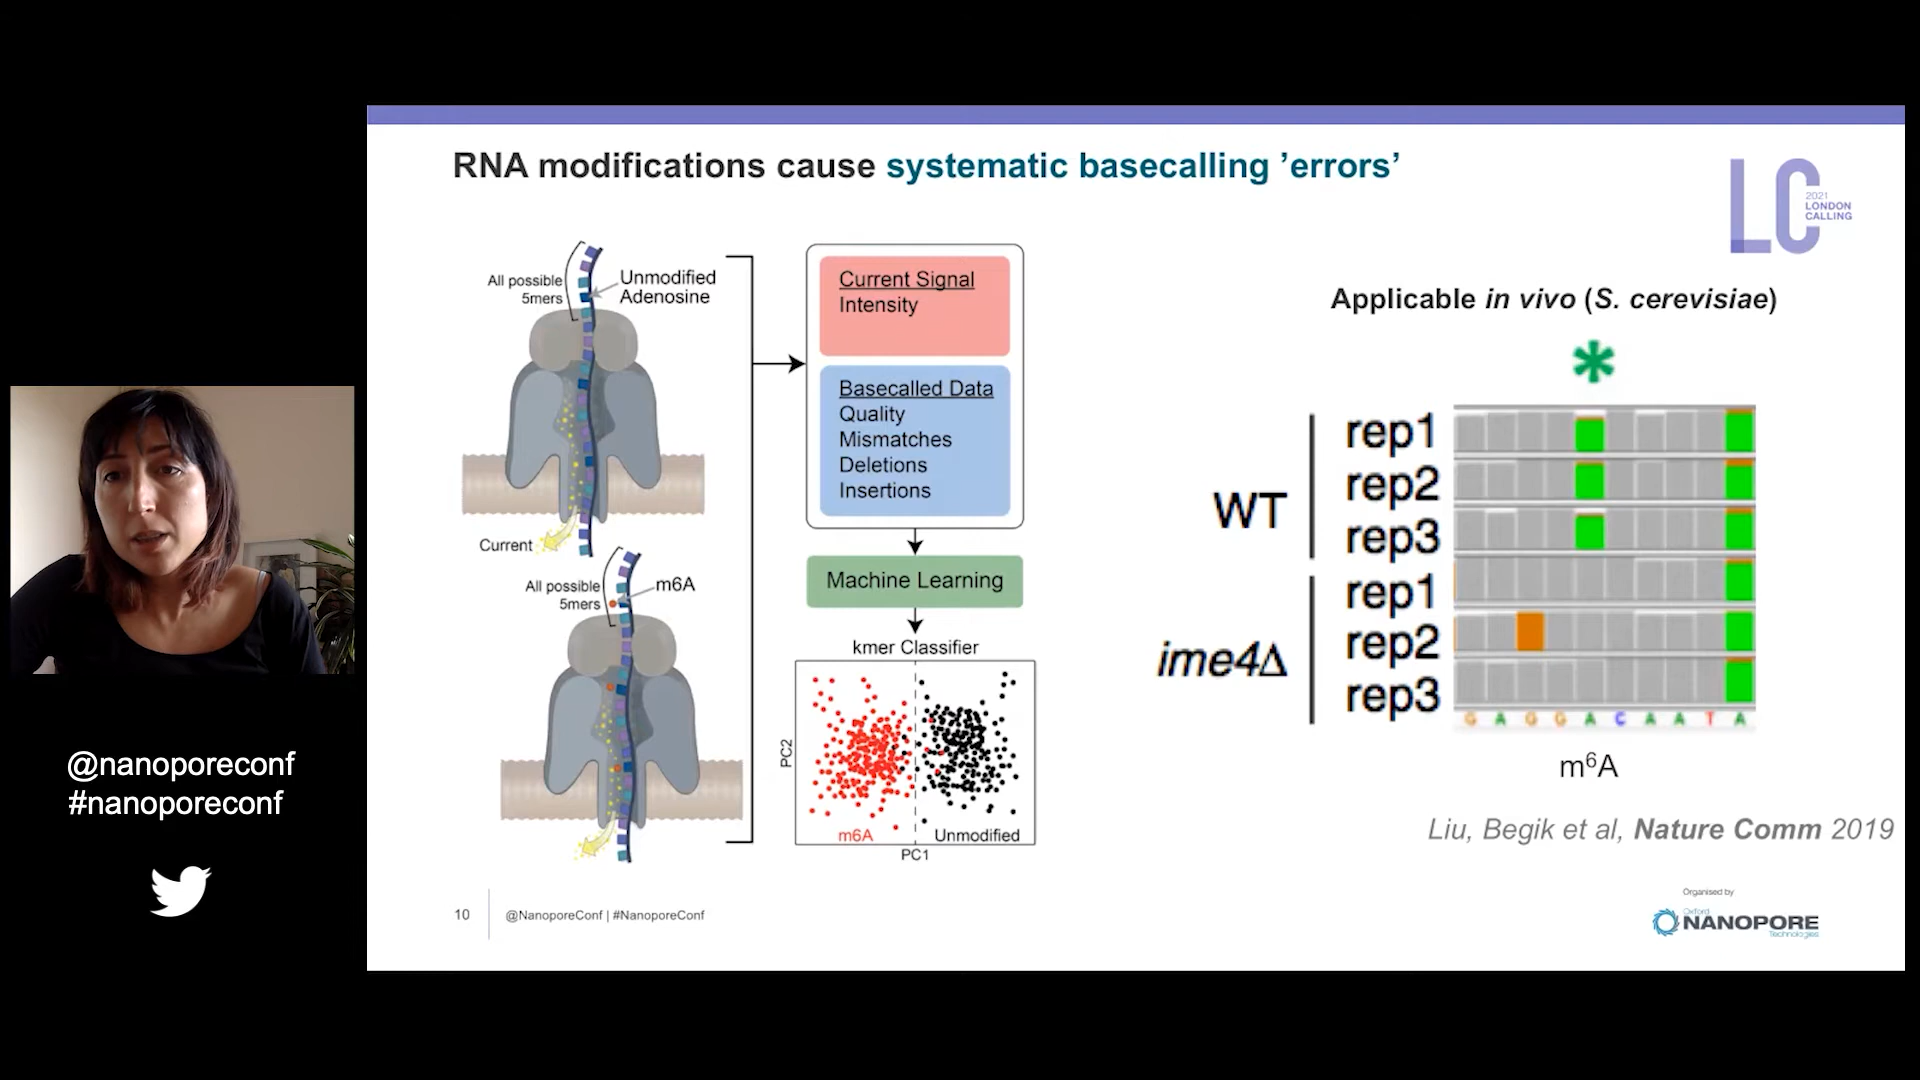 RNA modifications cause systematic basecalling ’errors’
LC
2021
LONDON
CALLING
All possible
5mers
Unmodified
Adenosine
Current
All possible
5mers
m6A
Current Signal
Intensity
Basecalled Data
Quality
Mismatches
Deletions
Insertions
Machine Learning
kmer Classifier
PC2
m6A
Unmodified
PC1
Applicable in vivo (S. cerevisiae)
*
WT
rep1
rep2
rep3
ime4Δ
rep1
rep2
rep3
G A G G A C A A T A
m⁶A
Liu, Begik et al, Nature Comm 2019
@nanoporeconf
#nanoporeconf
10
@NanoporeConf | #NanoporeConf
Organised by
Oxford
NANOPORE
Technologies